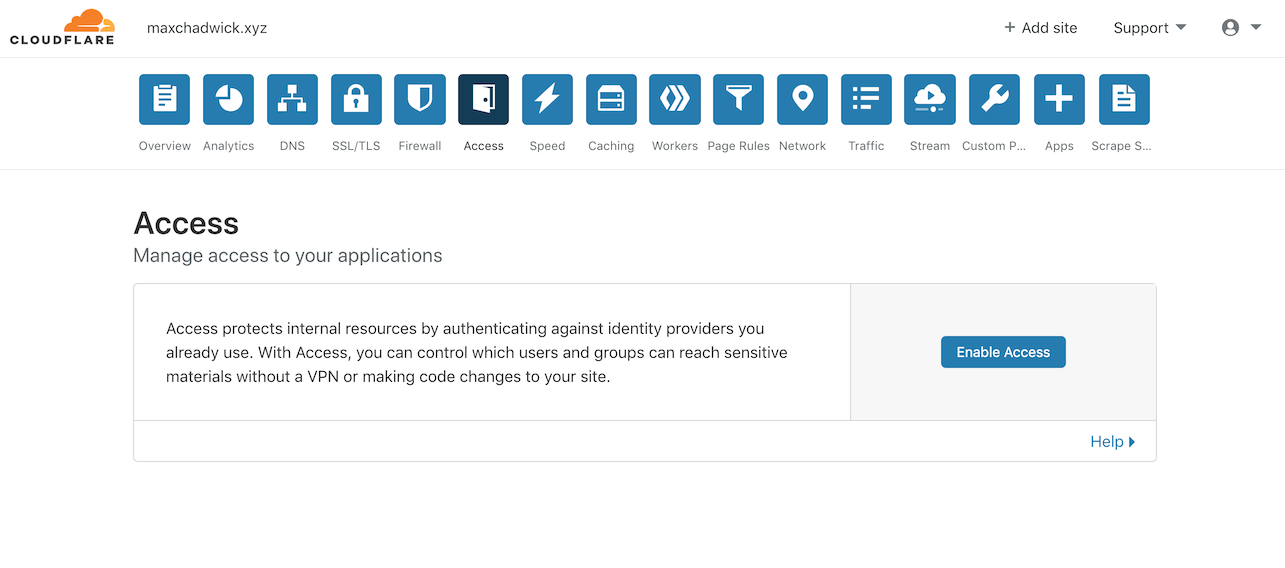 CLOUDFLARE
maxchadwick.xyz
+ Add site
Support
Overview
Analytics
DNS
SSL/TLS
Firewall
Access
Speed
Caching
Workers
Page Rules
Network
Traffic
Stream
Custom P...
Apps
Scrape S...
Access
Manage access to your applications
Access protects internal resources by authenticating against identity providers you
already use. With Access, you can control which users and groups can reach sensitive
materials without a VPN or making code changes to your site.
Enable Access
Help